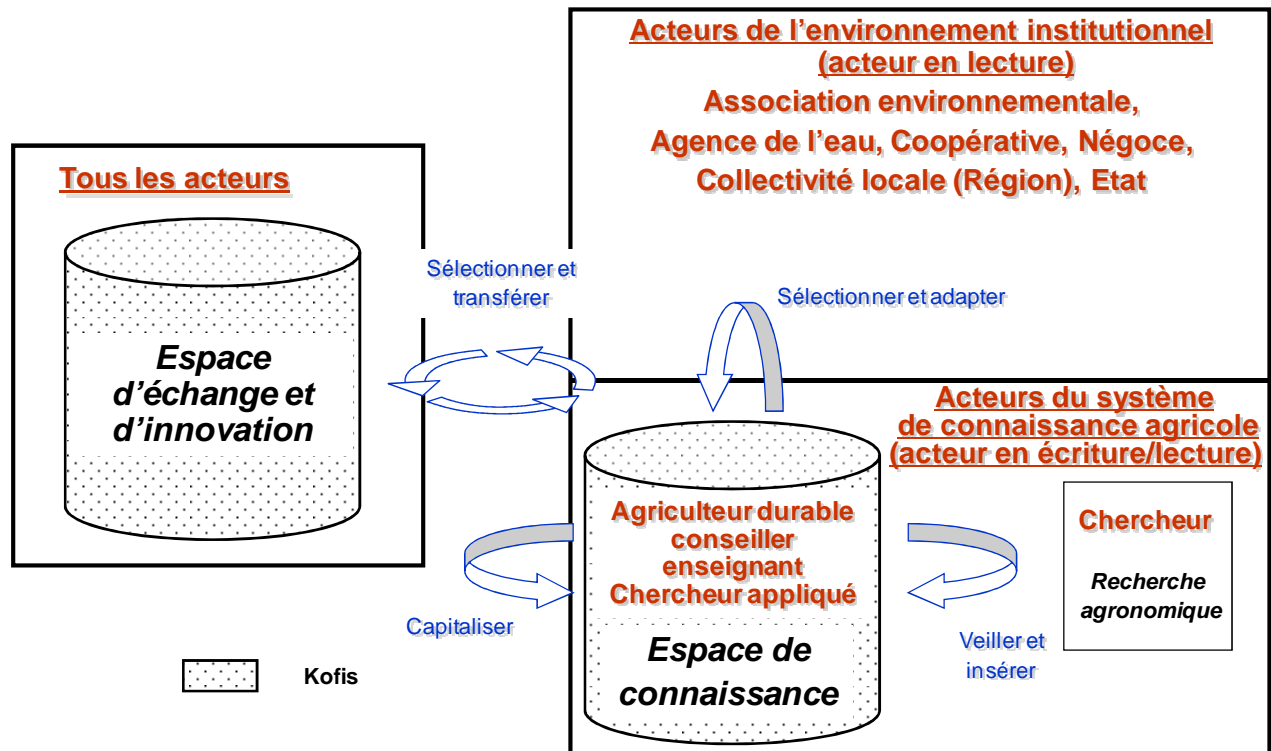 Acteurs de l'environnement institutionnel
(acteur en lecture)
Association environnementale,
Agence de l'eau, Coopérative, Négoce,
Collectivité locale (Région), Etat
Tous les acteurs
Espace
d'échange et
d'innovation
Sélectionner et
transférer
Sélectionner et adapter
Acteurs du système
de connaissance agricole
(acteur en écriture/lecture)
Agriculteur durable
conseiller
enseignant
Chercheur appliqué
Espace de
connaissance
Chercheur
Recherche
agronomique
Capitaliser
Veiller et
insérer
Kofis